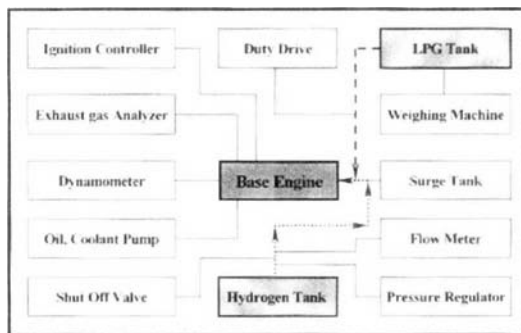 Ignition Controller
Duty Drive
LPG Tank
Exhaust gas Analyzer
Weighing Machine
Dynamometer
Base Engine
Surge Tank
Oil, Coolant Pump
Flow Meter
Shut Off Valve
Hydrogen Tank
Pressure Regulator